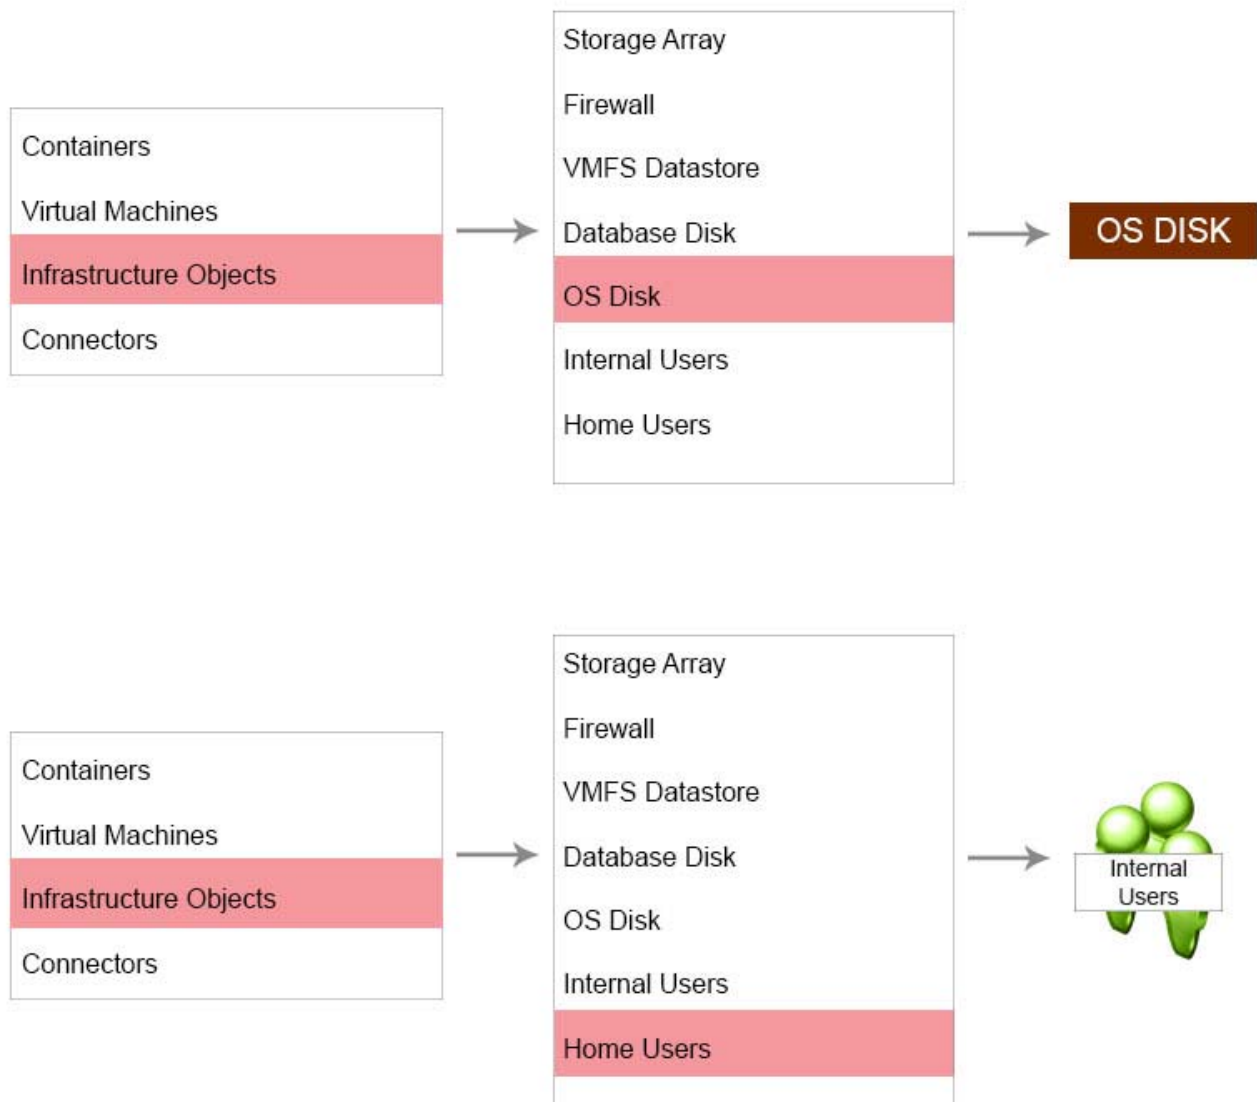 Containers
Virtual Machines
Infrastructure Objects
Connectors
Storage Array
Firewall
VMFS Datastore
Database Disk
OS Disk
Internal Users
Home Users
OS DISK
Containers
Virtual Machines
Infrastructure Objects
Connectors
Storage Array
Firewall
VMFS Datastore
Database Disk
OS Disk
Internal Users
Home Users
Internal
Users